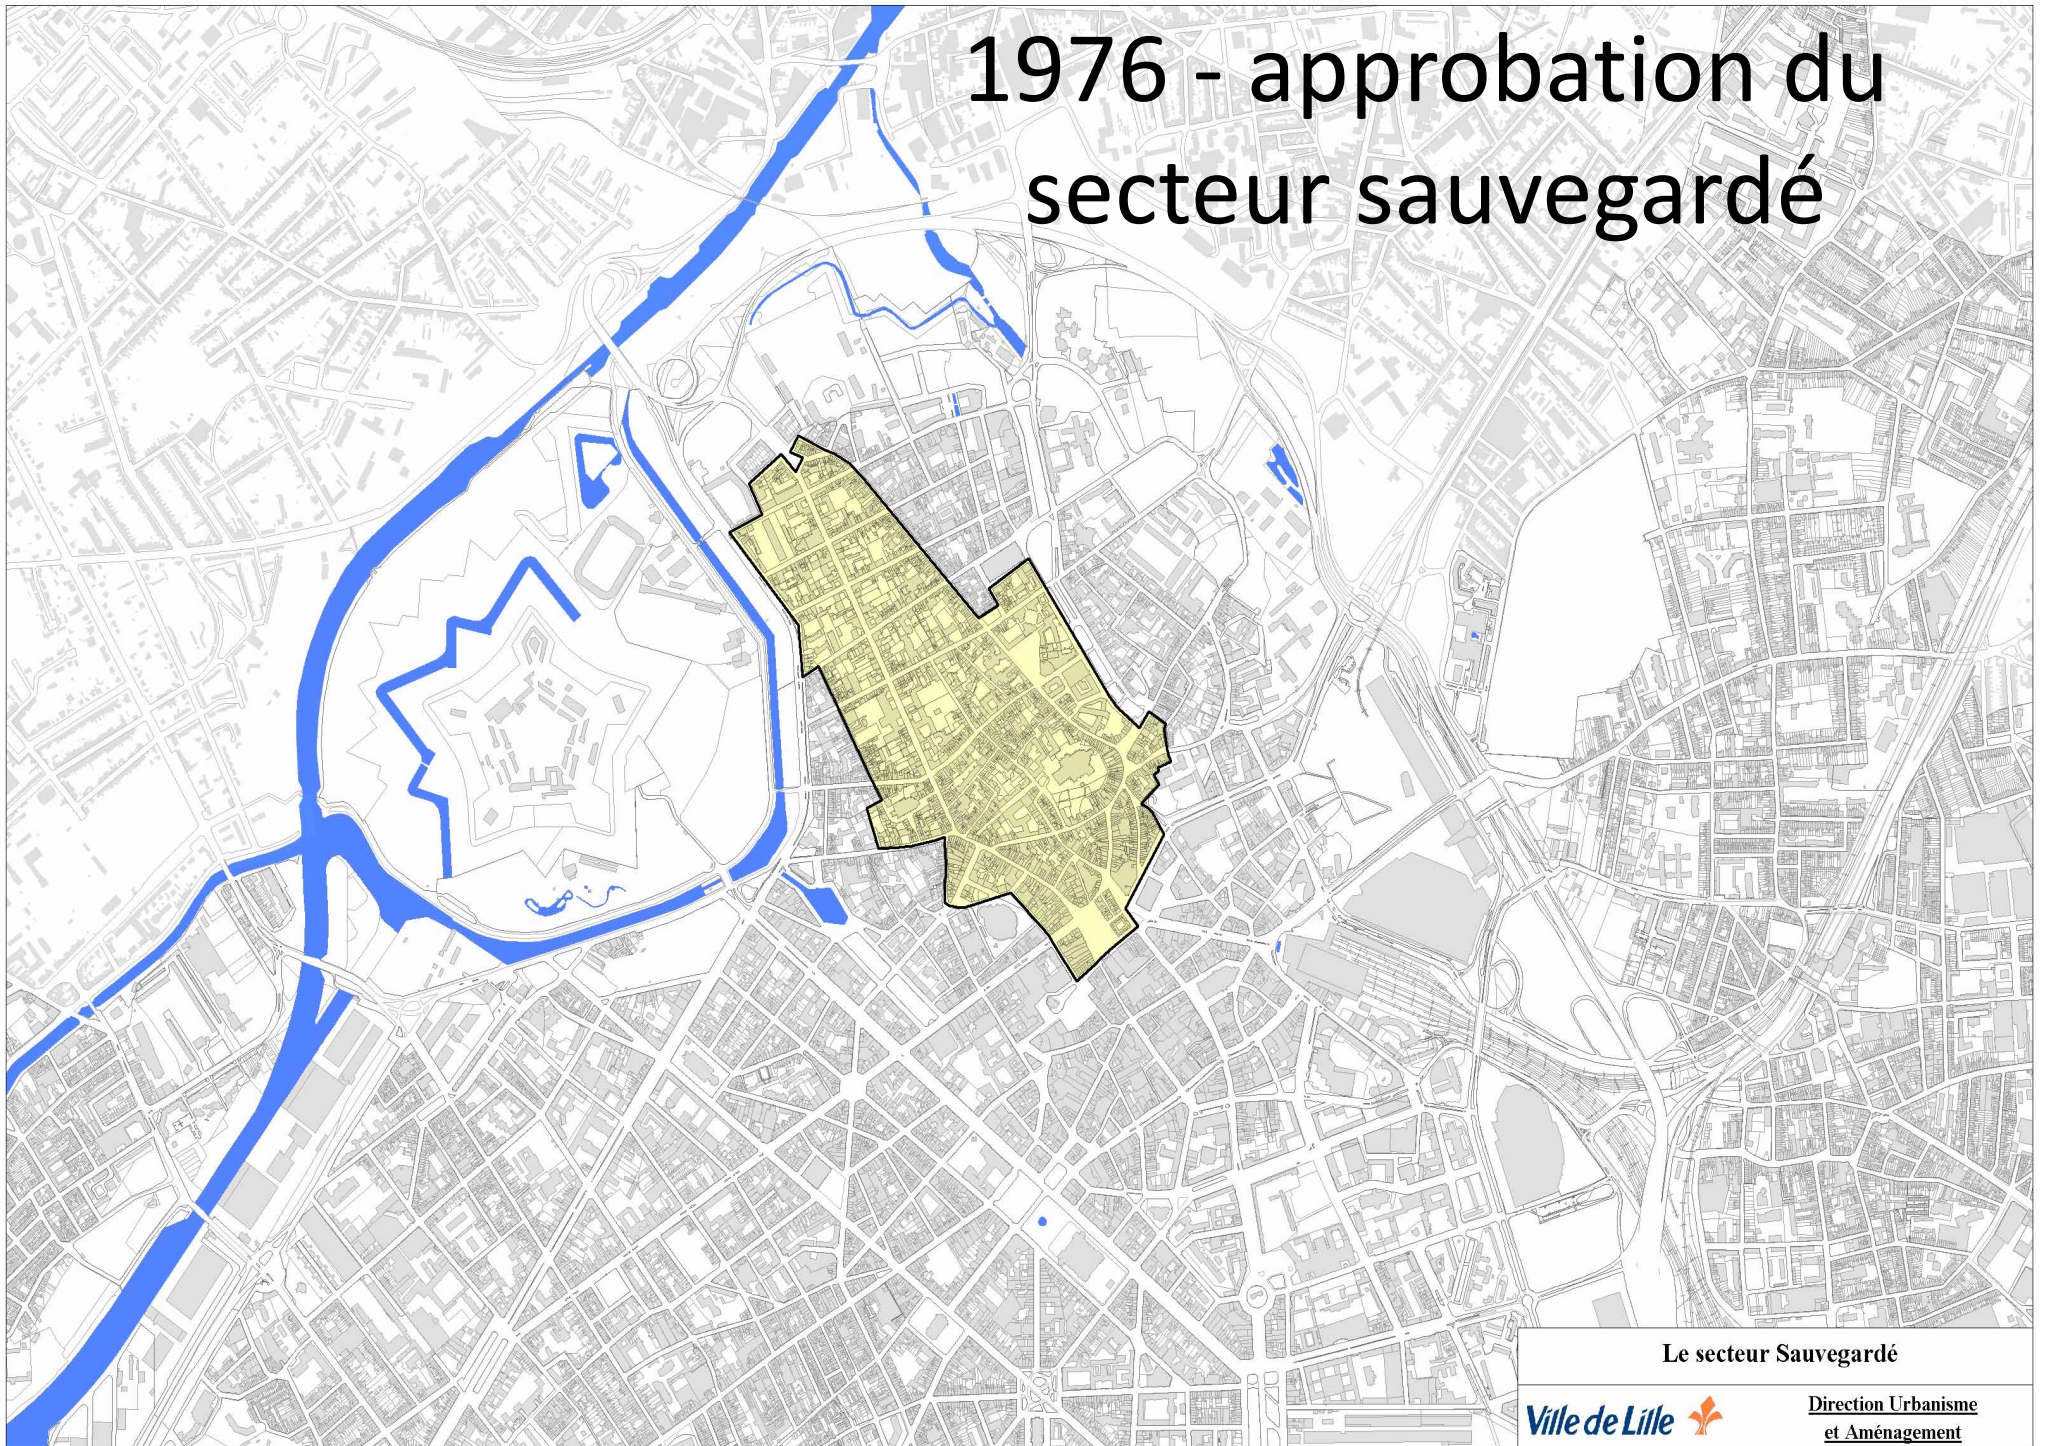 1976 - approbation du
secteur sauvegardé
Le secteur Sauvegardé
Ville de Lille
Direction Urbanisme
et Aménagement